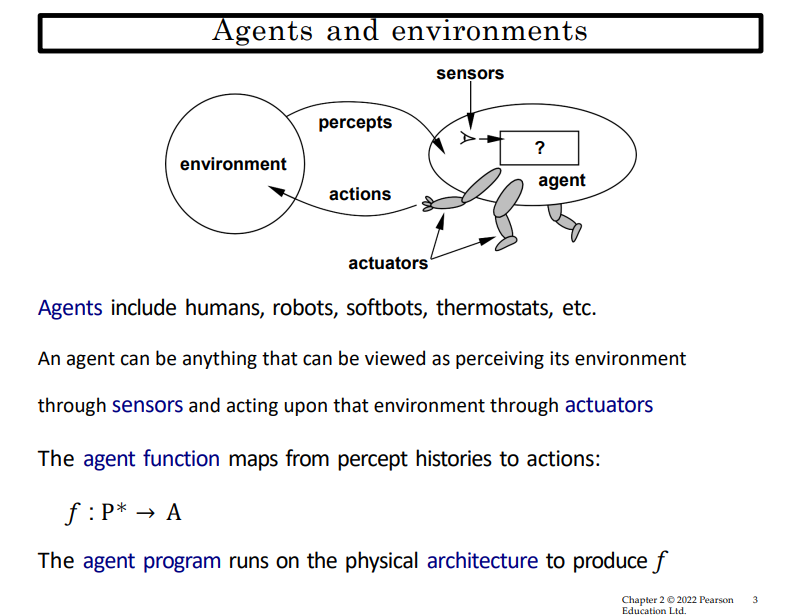 Agents and environments
sensors
percepts
?
environment
agent
actions
actuators
Agents include humans, robots, softbots, thermostats, etc.
An agent can be anything that can be viewed as perceiving its environment
through sensors and acting upon that environment through actuators
The agent function maps from percept histories to actions:
f : P* → A
The agent program runs on the physical architecture to produce f
Chapter 2 © 2022 Pearson 3
Education Ltd.